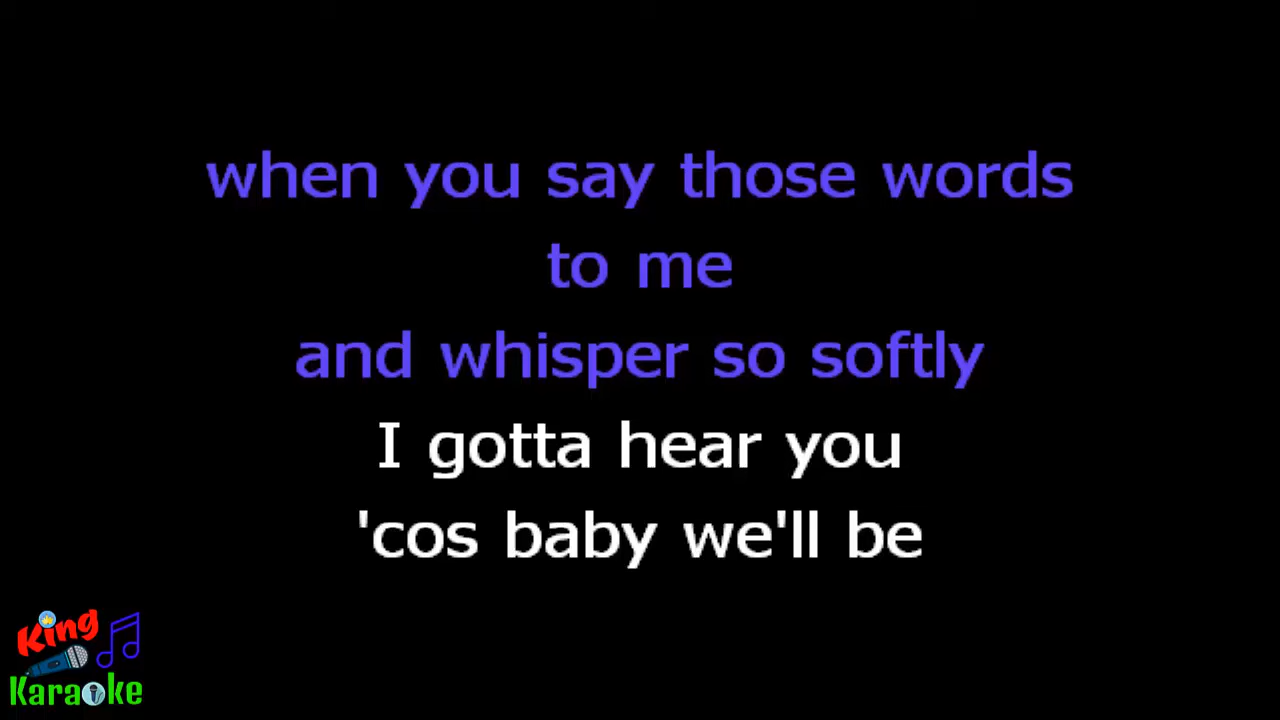 when you say those words
to me
and whisper so softly
I gotta hear you
'cos baby we'll be
King
Karaoke